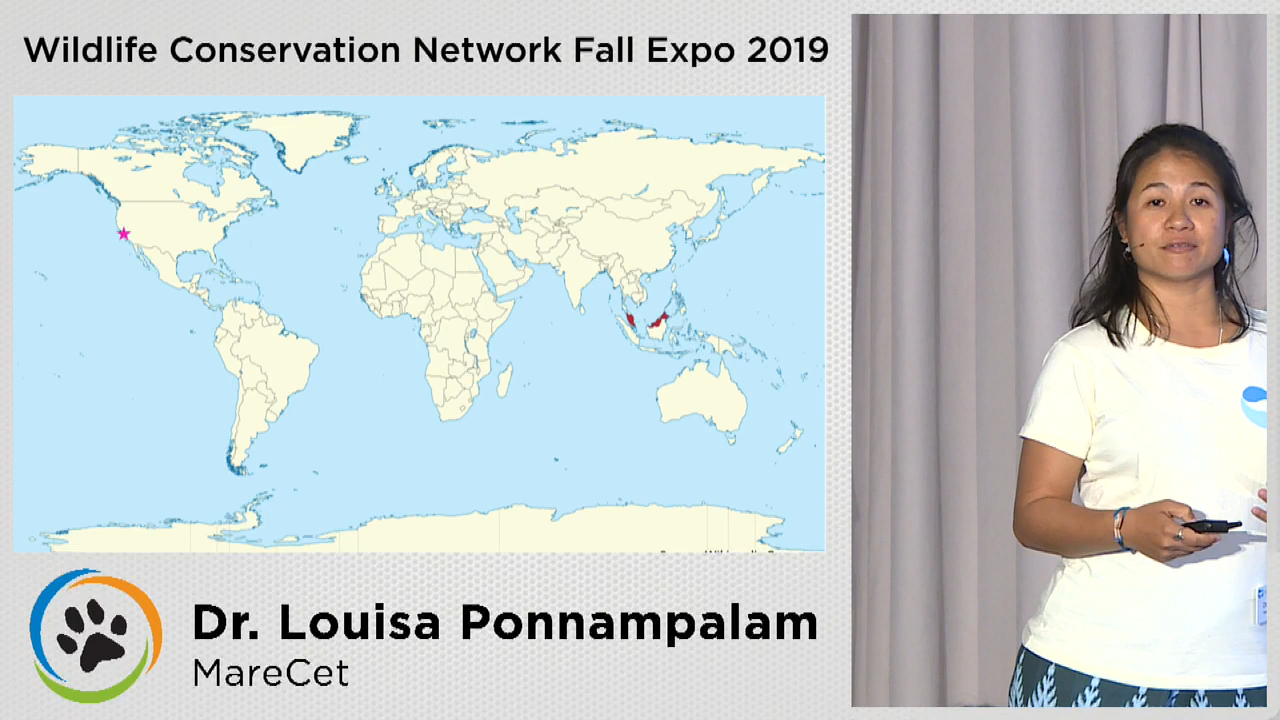 Wildlife Conservation Network Fall Expo 2019
Dr. Louisa Ponnampalam
MareCet